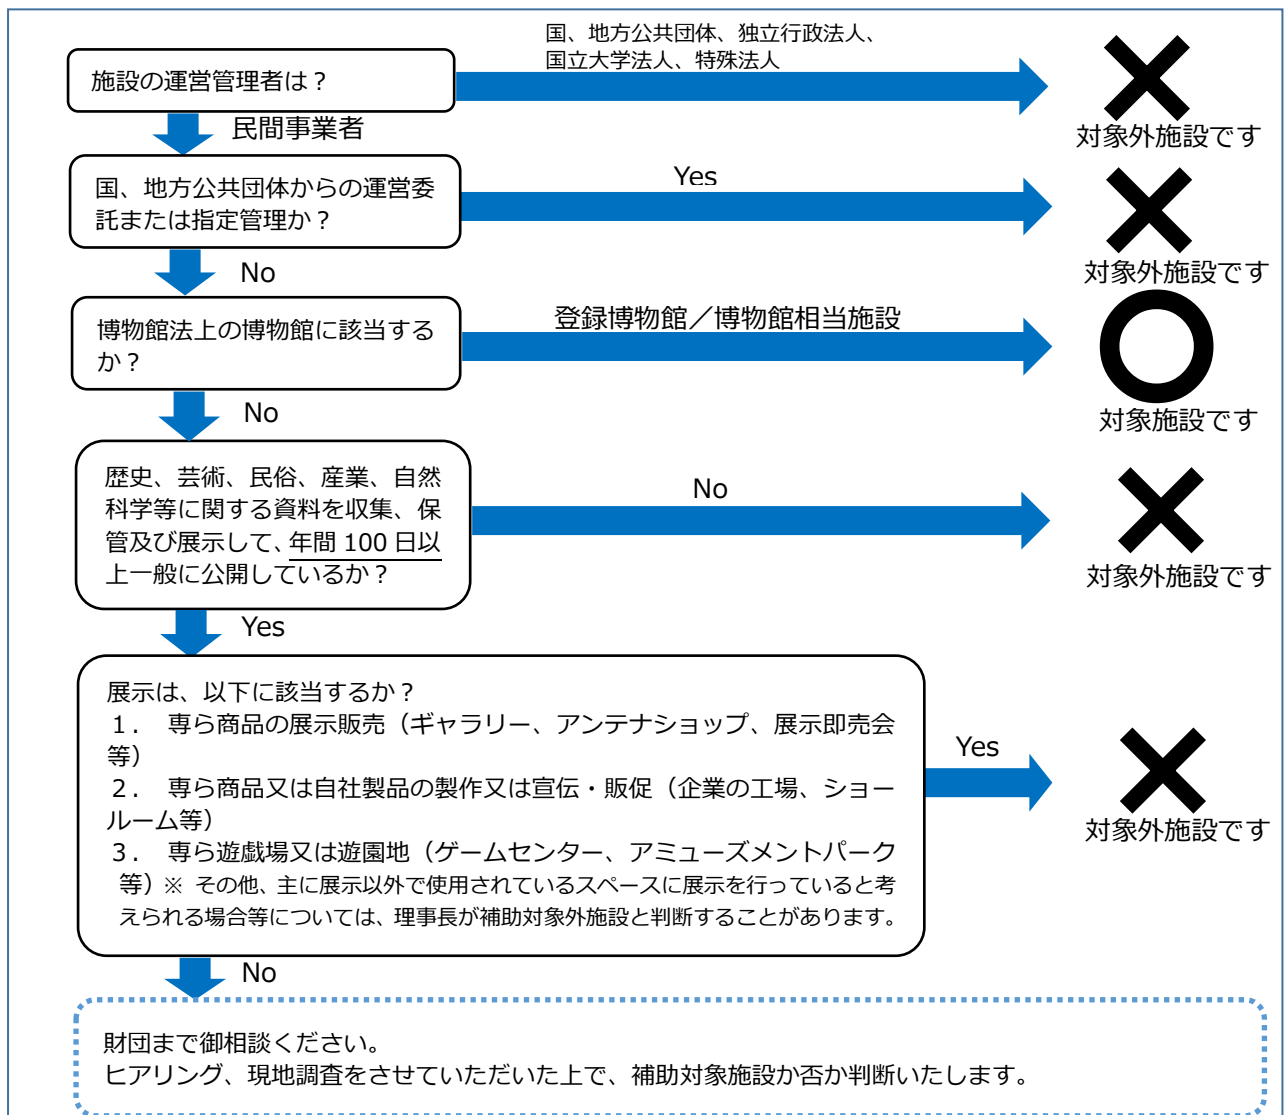 国、地方公共団体、独立行政法人、
国立大学法人、特殊法人
施設の運営管理者は？
対象外施設です
民間事業者
国、地方公共団体からの運営委
託または指定管理か？
Yes
対象外施設です
No
博物館法上の博物館に該当する
か？
登録博物館／博物館相当施設
対象施設です
No
歴史、芸術、民俗、産業、自然
科学等に関する資料を収集、保
管及び展示して、年間 100 日以
上一般に公開しているか？
No
対象外施設です
Yes
展示は、以下に該当するか？
１． 専ら商品の展示販売（ギャラリー、アンテナショップ、展示即売会
等）
２． 専ら商品又は自社製品の製作又は宣伝・販促（企業の工場、ショー
ルーム等）
３． 専ら遊戯場又は遊園地（ゲームセンター、アミューズメントパーク
等）※ その他、主に展示以外で使用されているスペースに展示を行っていると考
えられる場合等については、理事長が補助対象外施設と判断することがあります。
Yes
対象外施設です
No
財団まで御相談ください。
ヒアリング、現地調査をさせていただいた上で、補助対象施設か否か判断いたします。